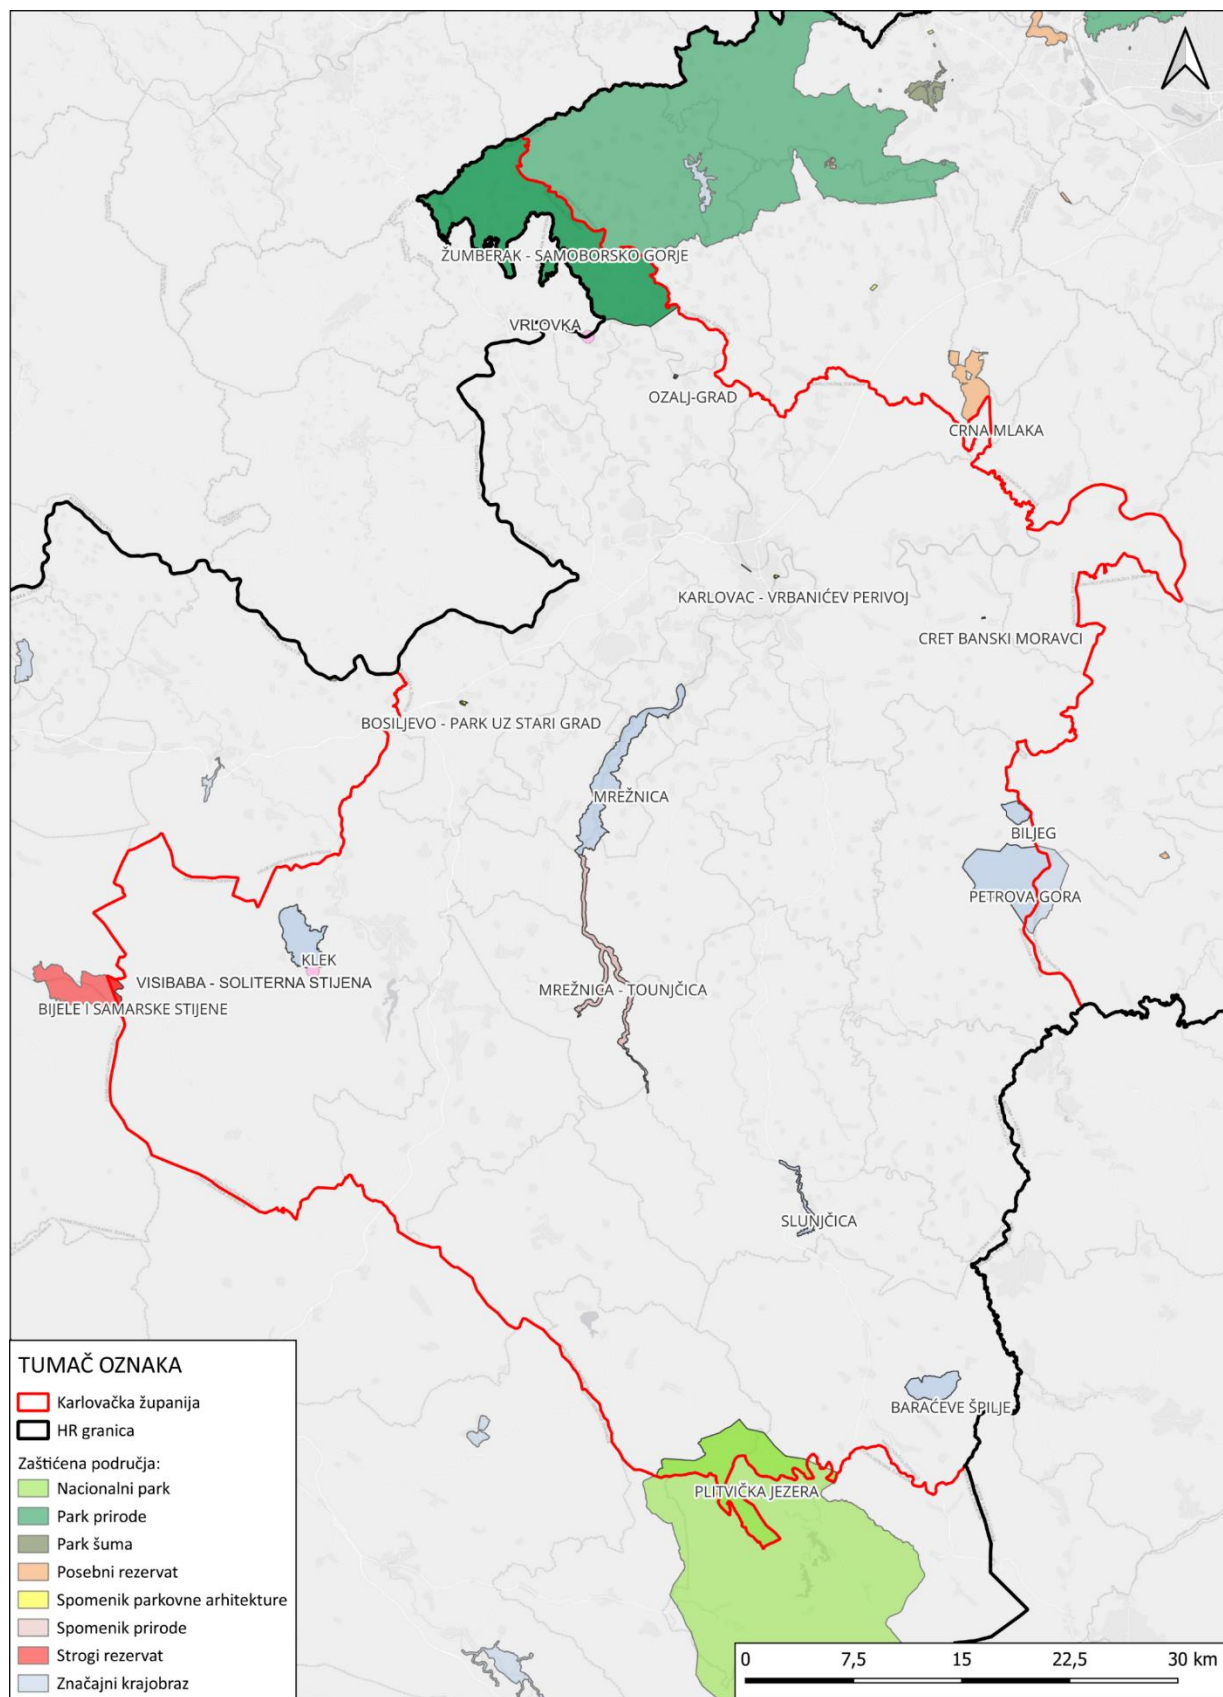 ŽUMBERAK - SAMOBORSKO GORJE
VRLOVKA
OZALJ-GRAD
CRNA MLAKA
KARLOVAC - VRBANIĆEV PERIVOJ
CRET BANSKI MORAVCI
BOSILJEVO - PARK UZ STARI GRAD
MREŽNICA
BILJEG
PETROVA GORA
KLEK
VISIBABA - SOLITERNA STIJENA
MREŽNICA - TOUNJČICA
BIJELE I SAMARSKE STIJENE
SLUNJČICA
BARAĆEVE ŠPILJE
PLITVIČKA JEZERA
TUMAČ OZNAKA
Karlovačka županija
HR granica
Zaštićena područja:
Nacionalni park
Park prirode
Park šuma
Posebni rezervat
Spomenik parkovne arhitekture
Spomenik prirode
Strogi rezervat
Značajni krajobraz
0 7,5 15 22,5 30 km